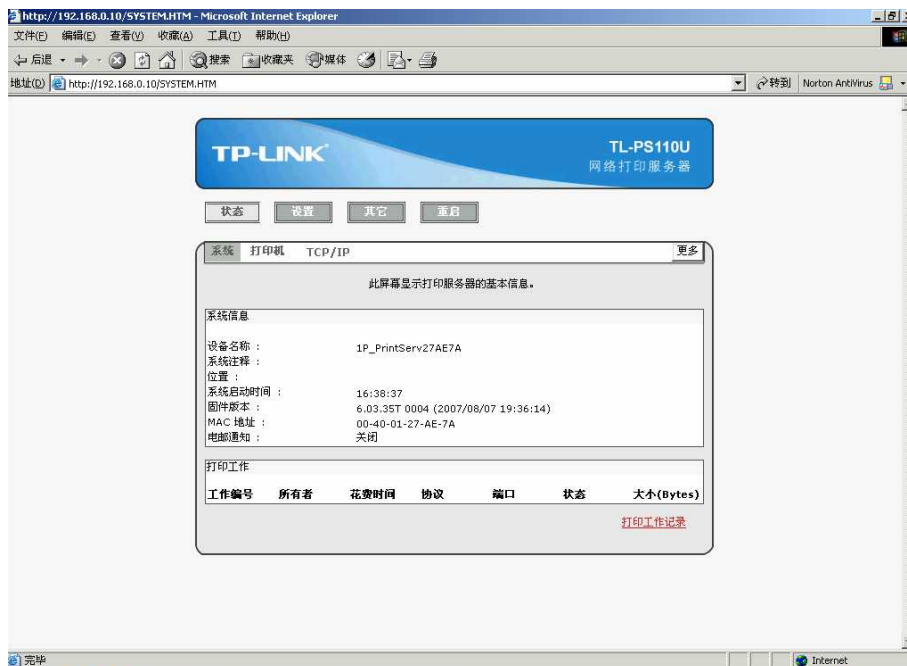 http://192.168.0.10/SYSTEM.HTM - Microsoft Internet Explorer
文件(F) 编辑(E) 查看(V) 收藏(A) 工具(T) 帮助(H)
后退 搜索 收藏夹 媒体
地址(D) http://192.168.0.10/SYSTEM.HTM 转到 Norton AntiVirus
TP-LINK TL-PS110U
网络打印服务器
状态 设置 其它 重启
系统 打印机 TCP/IP 更多
此屏幕显示打印服务器的基本信息。
系统信息
设备名称 : 1P_PrintServ27AE7A
系统注释 :
位置 :
系统启动时间 : 16:38:37
固件版本 : 6.03.35T 0004 (2007/08/07 19:36:14)
MAC 地址 : 00-40-01-27-AE-7A
电邮通知 : 关闭
打印工作
工作编号 所有者 花费时间 协议 端口 状态 大小(Bytes)
打印工作记录
完毕 Internet